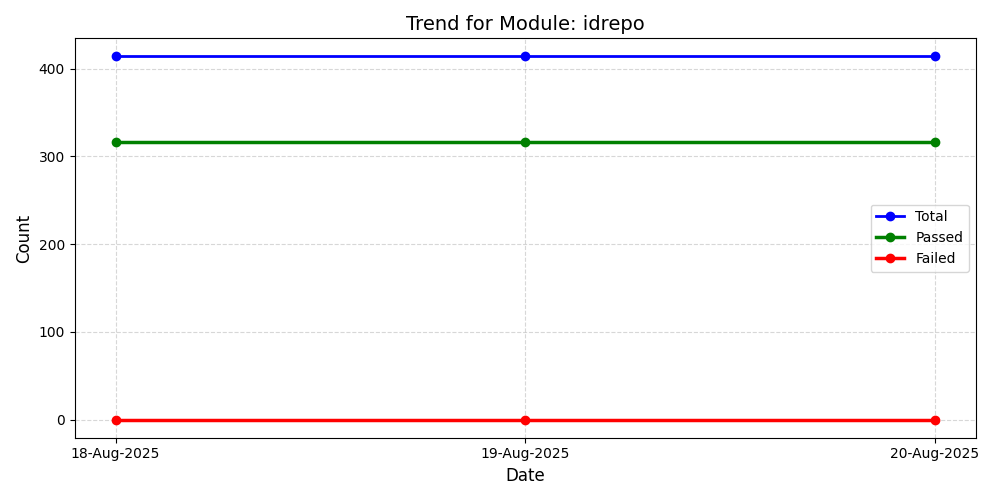 Trend for Module: idrepo
Count
400
300
200
100
0
Total
Passed
Failed
18-Aug-2025
19-Aug-2025
20-Aug-2025
Date